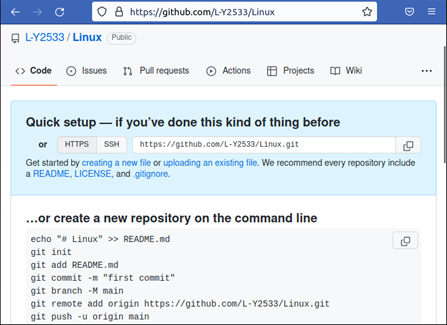 https://github.com/L-Y2533/Linux
L-Y2533 / Linux Public
Code Issues Pull requests Actions Projects Wiki ...
Quick setup — if you've done this kind of thing before
or HTTPS SSH https://github.com/L-Y2533/Linux.git
Get started by creating a new file or uploading an existing file. We recommend every repository include
a README, LICENSE, and .gitignore.
...or create a new repository on the command line
echo "# Linux" >> README.md
git init
git add README.md
git commit -m "first commit"
git branch -M main
git remote add origin https://github.com/L-Y2533/Linux.git
git push -u origin main